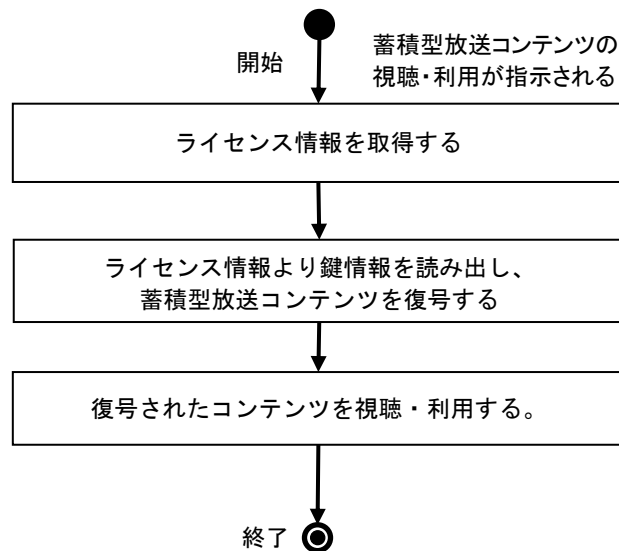 開始
蓄積型放送コンテンツの
視聴・利用が指示される
ライセンス情報を取得する
ライセンス情報より鍵情報を読み出し、
蓄積型放送コンテンツを復号する
復号されたコンテンツを視聴・利用する。
終了